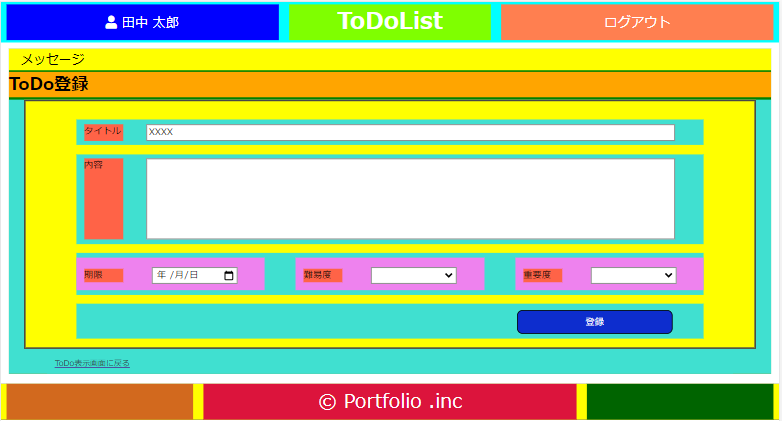 田中 太郎 ToDoList ログアウト
メッセージ
ToDo登録
タイトル XXXX
内容
期限 年 /月/日 難易度 重要度
登録
ToDo表示画面に戻る
© Portfolio .inc